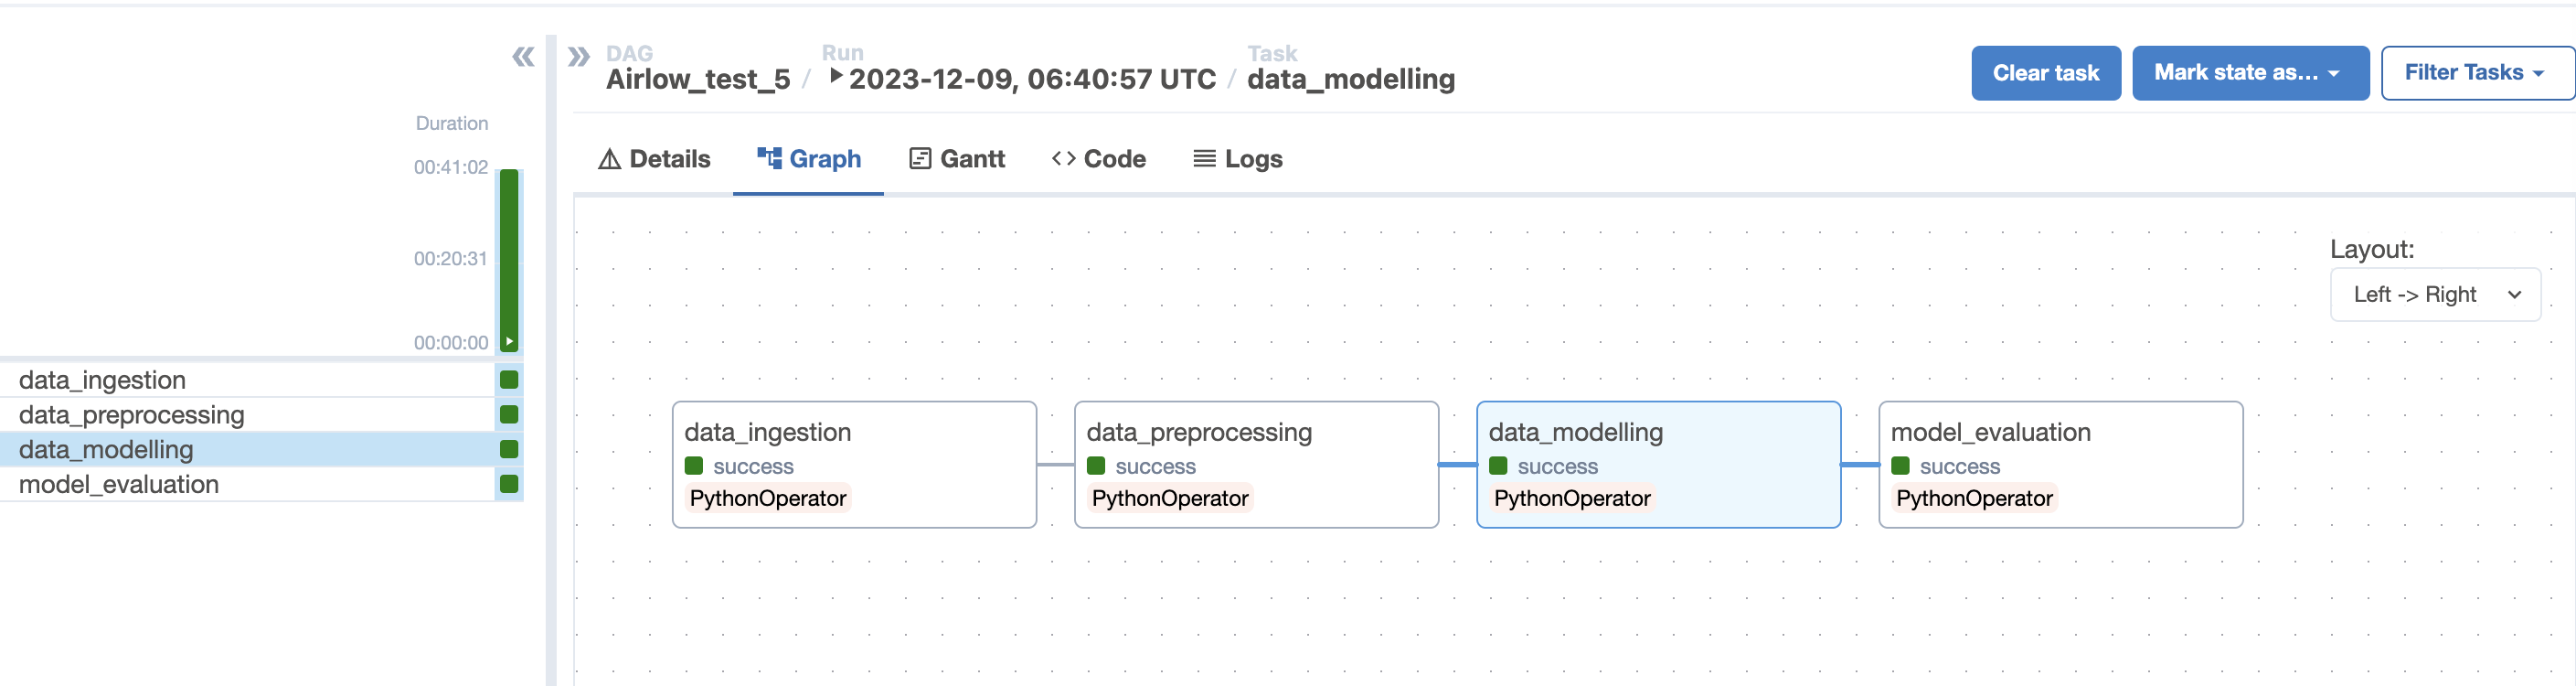 DAG
Airlow_test_5
/
Run
2023-12-09, 06:40:57 UTC
/
Task
data_modelling
Clear task
Mark state as...
Filter Tasks
Duration
00:41:02
00:20:31
00:00:00
data_ingestion
data_preprocessing
data_modelling
model_evaluation
Details
Graph
Gantt
Code
Logs
Layout:
Left -> Right
data_ingestion
success
PythonOperator
data_preprocessing
success
PythonOperator
data_modelling
success
PythonOperator
model_evaluation
success
PythonOperator